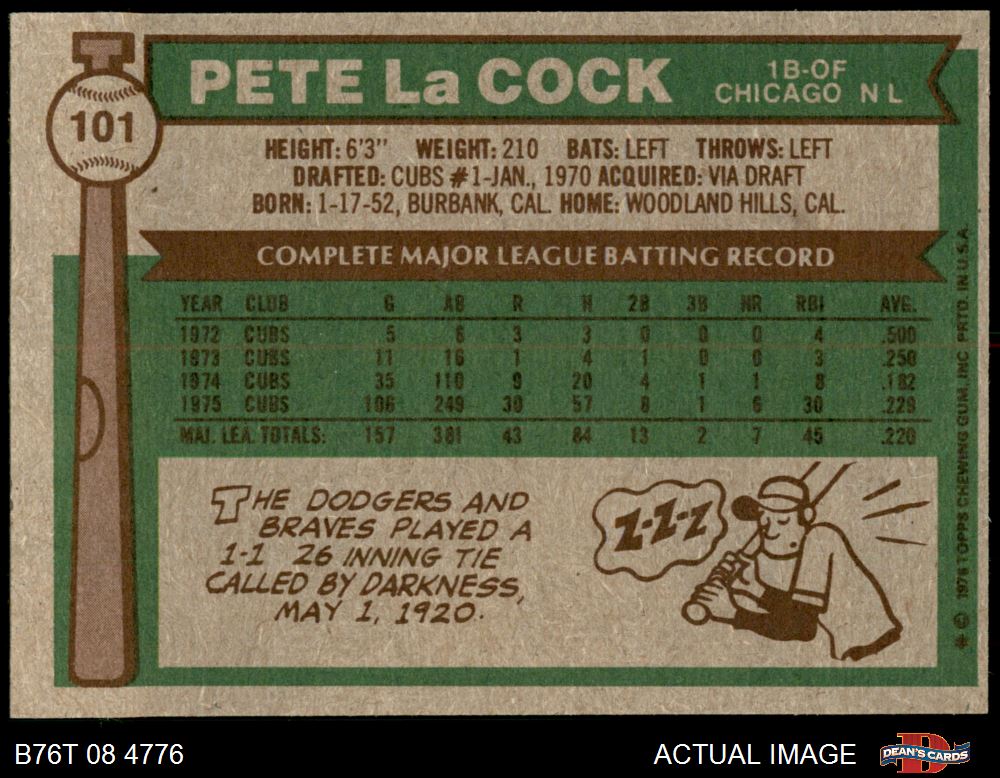 101
PETE La COCK
1B-OF
CHICAGO N L
HEIGHT: 6'3" WEIGHT: 210 BATS: LEFT THROWS: LEFT
DRAFTED: CUBS #1-JAN., 1970 ACQUIRED: VIA DRAFT
BORN: 1-17-52, BURBANK, CAL. HOME: WOODLAND HILLS, CAL.
COMPLETE MAJOR LEAGUE BATTING RECORD
YEAR CLUB G AB R H 2B 3B HR RBI AVG.
1972 CUBS 5 6 3 3 0 0 0 4 .500
1973 CUBS 11 16 1 4 1 0 0 3 .250
1974 CUBS 35 110 9 20 4 1 1 8 .182
1975 CUBS 106 249 30 57 8 1 6 30 .229
MAJ. LEA. TOTALS: 157 381 43 84 13 2 7 45 .220
THE DODGERS AND
BRAVES PLAYED A
1-1 26 INNING TIE
CALLED BY DARKNESS,
MAY 1, 1920.
Z-Z-Z
* © 1976 TOPPS CHEWING GUM, INC PRTD. IN U.S.A.
B76T 08 4776
ACTUAL IMAGE
D
DEAN'S CARDS